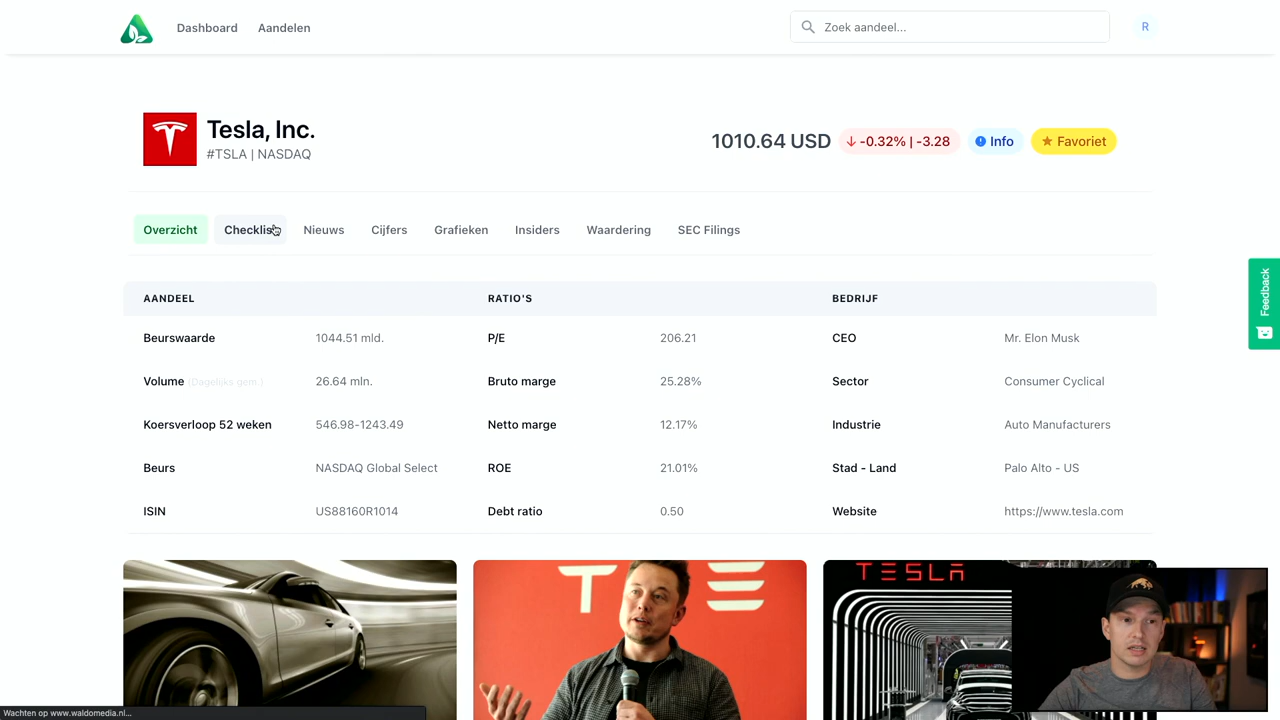 Dashboard Aandelen Zoek aandeel... R
Tesla, Inc.
#TSLA | NASDAQ
1010.64 USD -0.32% | -3.28 Info Favoriet
Overzicht Checklist Nieuws Cijfers Grafieken Insiders Waardering SEC Filings
Feedback
AANDEEL RATIO'S BEDRIJF
Beurswaarde 1044.51 mld. P/E 206.21 CEO Mr. Elon Musk
Volume (Dagelijks gem.) 26.64 mln. Bruto marge 25.28% Sector Consumer Cyclical
Koersverloop 52 weken 546.98-1243.49 Netto marge 12.17% Industrie Auto Manufacturers
Beurs NASDAQ Global Select ROE 21.01% Stad - Land Palo Alto - US
ISIN US88160R1014 Debt ratio 0.50 Website https://www.tesla.com
T E
TESLA
Wachten op www.waldomedia.nl...